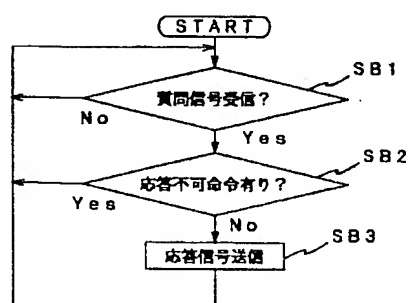 START
質問信号受信?
SB1
No
Yes
応答不可命令有り?
SB2
Yes
No
応答信号送信
SB3